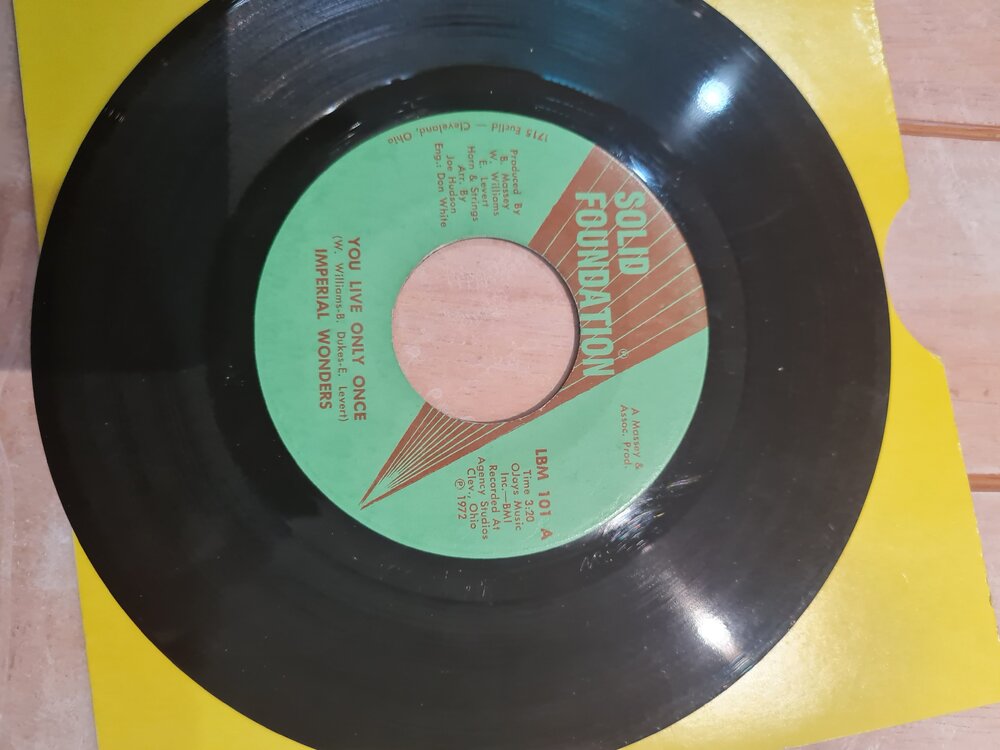 SOLID
FOUNDATION
®
A Massey &
Assoc. Prod.
1715 Euclid — Cleveland, Ohio
Produced By
B. Massey
W. Williams
E. Levert
Horn & Strings
Arr. By
Joe Hudson
Eng.: Don White
LBM 101 A
Time 3:20
OJays Music
Inc.—BMI
Recorded At
Agency Studios
Clev., Ohio
℗ 1972
YOU LIVE ONLY ONCE
(W. Williams-B. Dukes-E. Levert)
IMPERIAL WONDERS